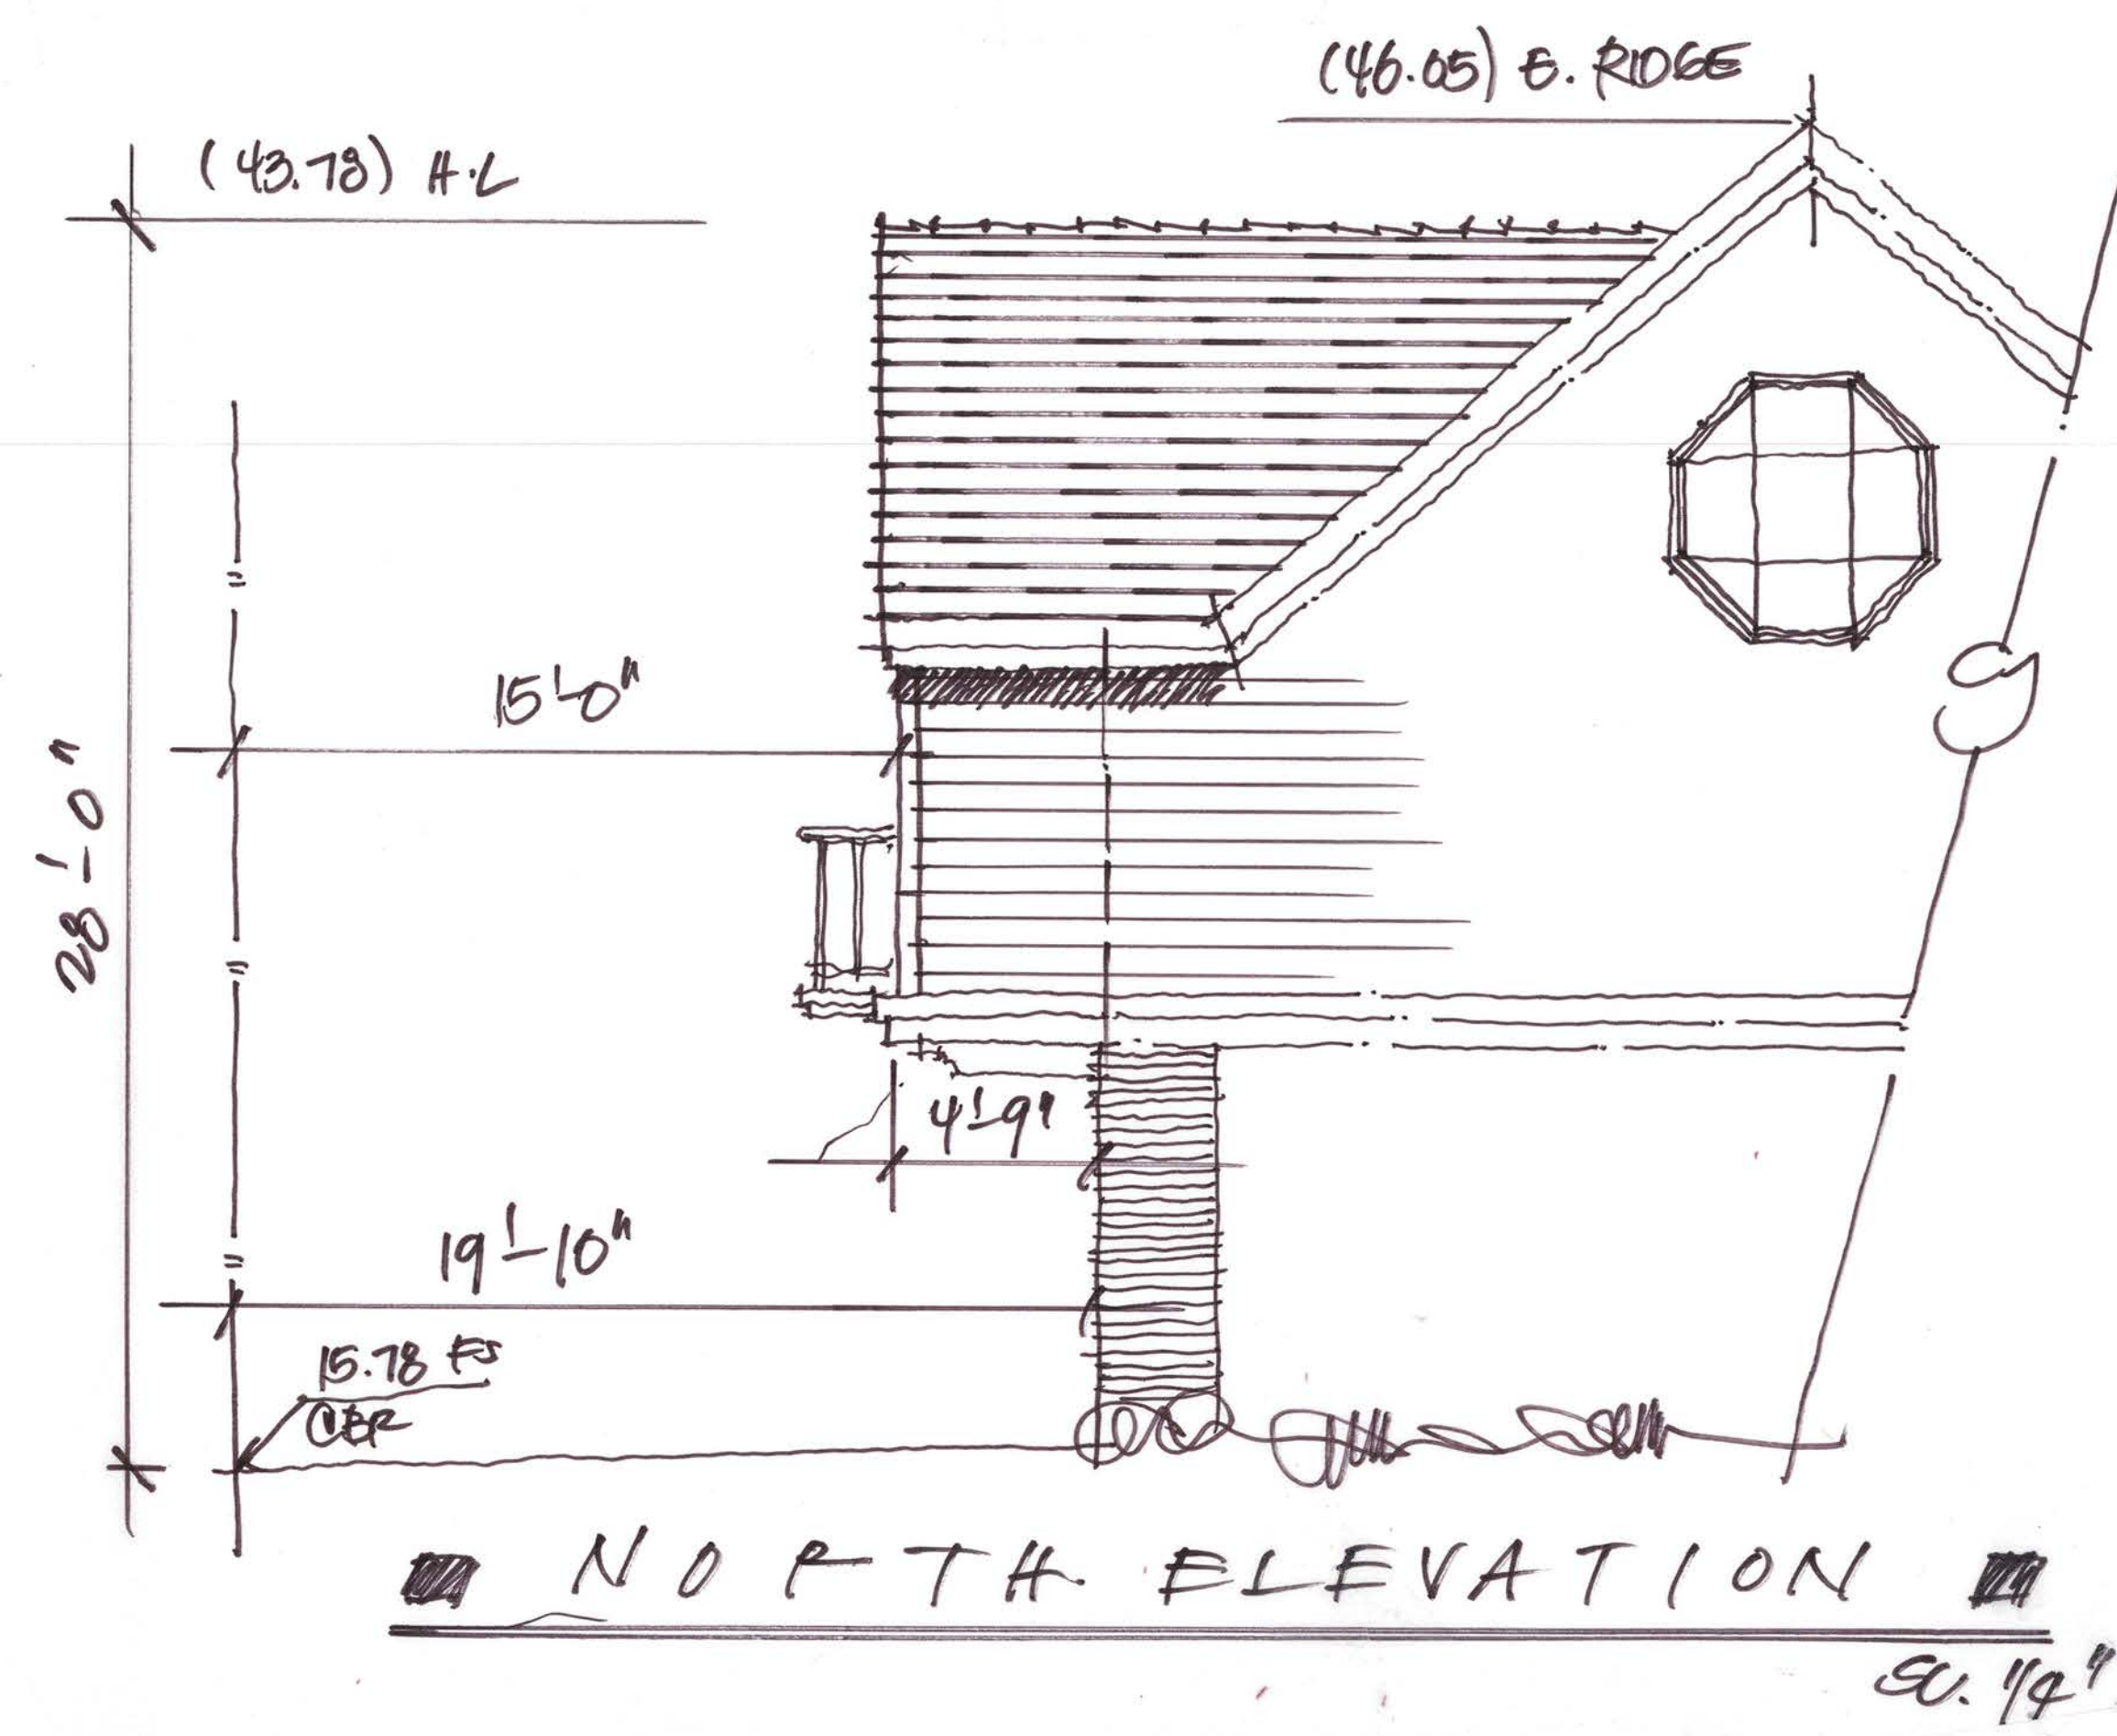 (46.05) E. RIDGE
(43.78) H.L
15'-0"
28'-0"
4'-9"
19'-10"
15.78 FS
CBR
NORTH. ELEVATION
SC. 1/4"